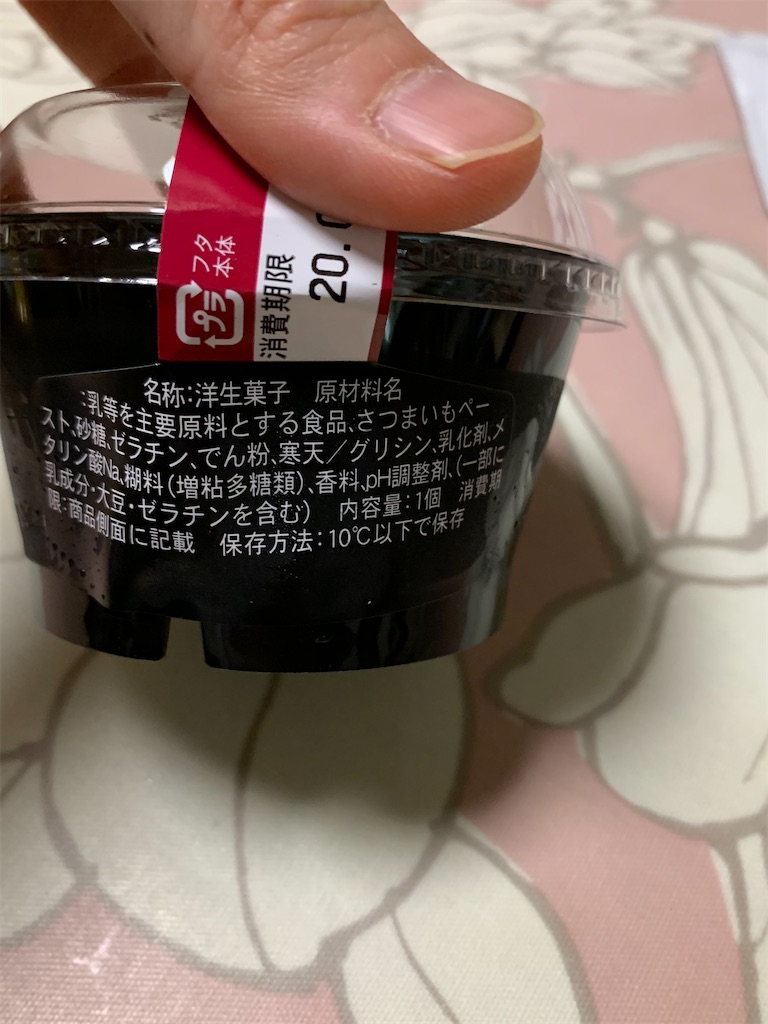 フタ
本体
プラ
消費期限
20.
名称:洋生菓子 原材料名
:乳等を主要原料とする食品、さつまいもペー
スト、砂糖、ゼラチン、でん粉、寒天／グリシン、乳化剤、メ
タリン酸Na、糊料(増粘多糖類)、香料、pH調整剤、(一部に
乳成分・大豆・ゼラチンを含む) 内容量:1個 消費期
限:商品側面に記載 保存方法:10℃以下で保存